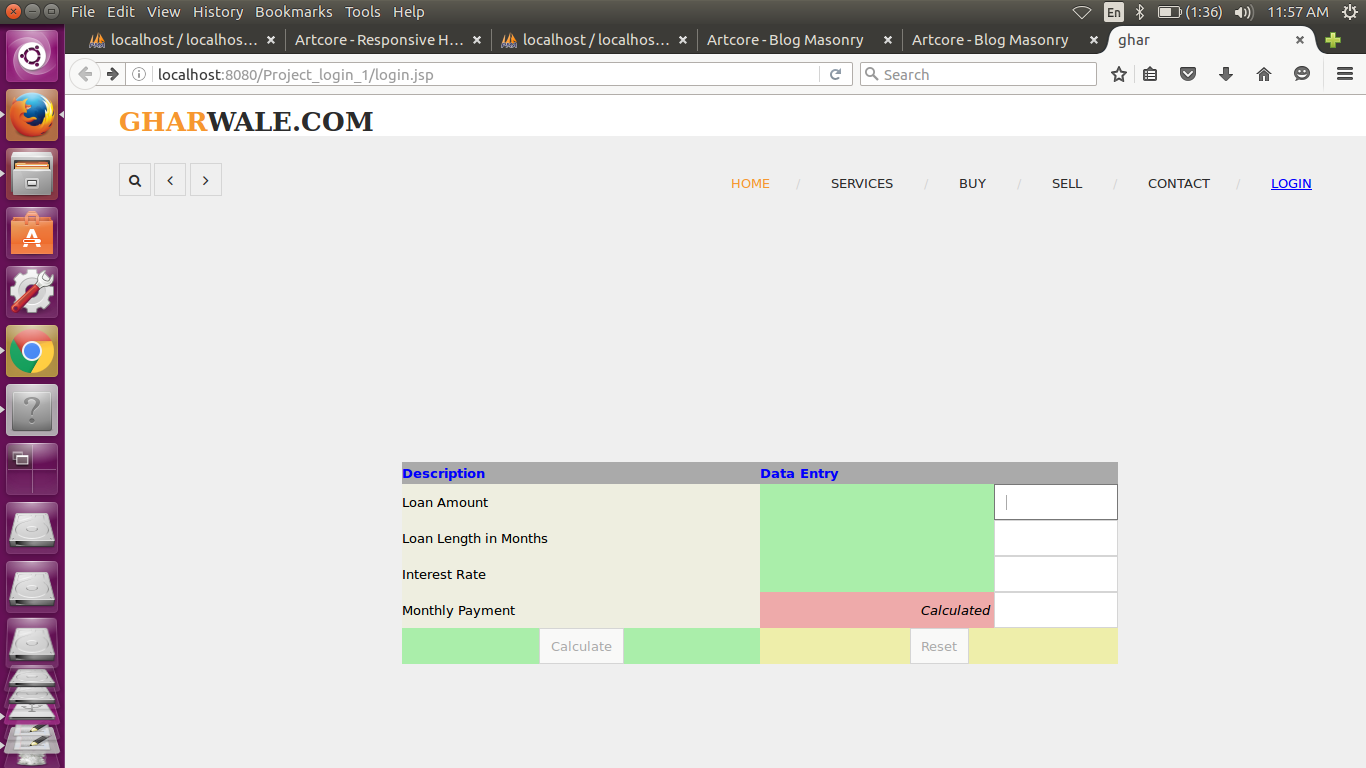 File Edit View History Bookmarks Tools Help
En (1:36) 11:57 AM
localhost / localhos... × Artcore - Responsive H... × localhost / localhos... × Artcore - Blog Masonry × Artcore - Blog Masonry × ghar ×
localhost:8080/Project_login_1/login.jsp
Search
GHARWALE.COM
HOME / SERVICES / BUY / SELL / CONTACT / LOGIN
Description Data Entry
Loan Amount
Loan Length in Months
Interest Rate
Monthly Payment Calculated
Calculate Reset